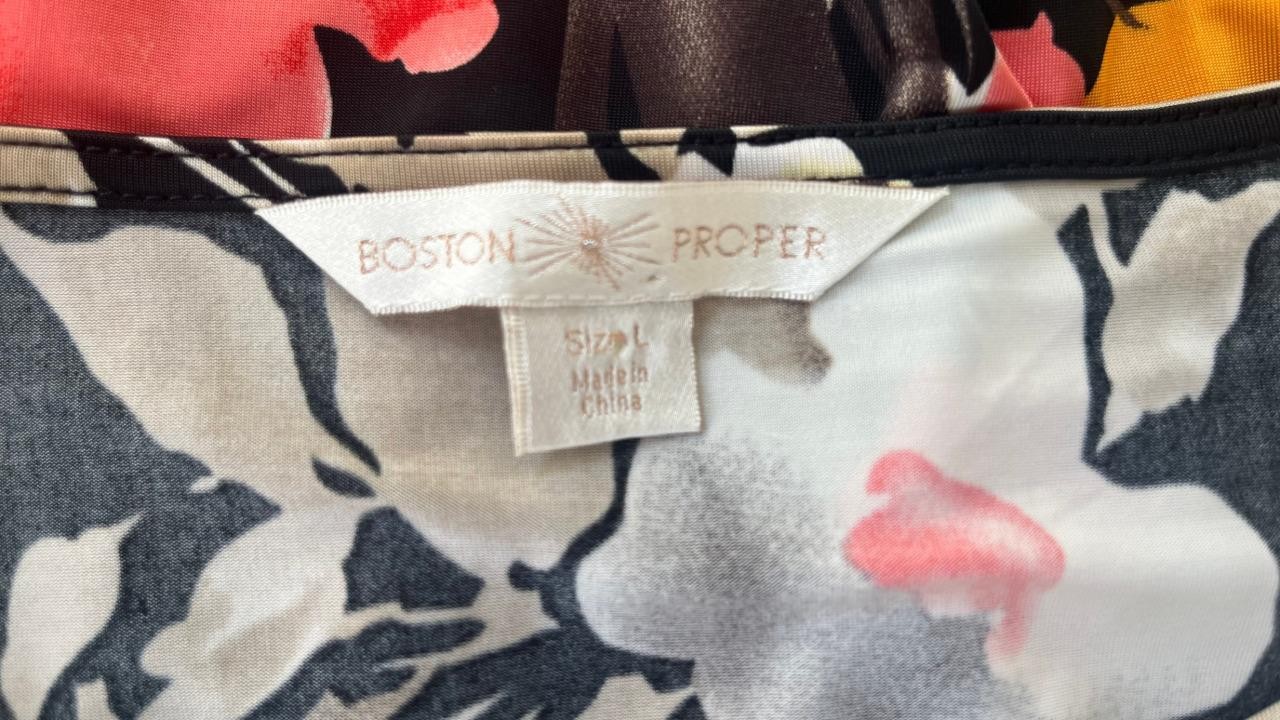 BOSTON PROPER
Size L
Made in
China